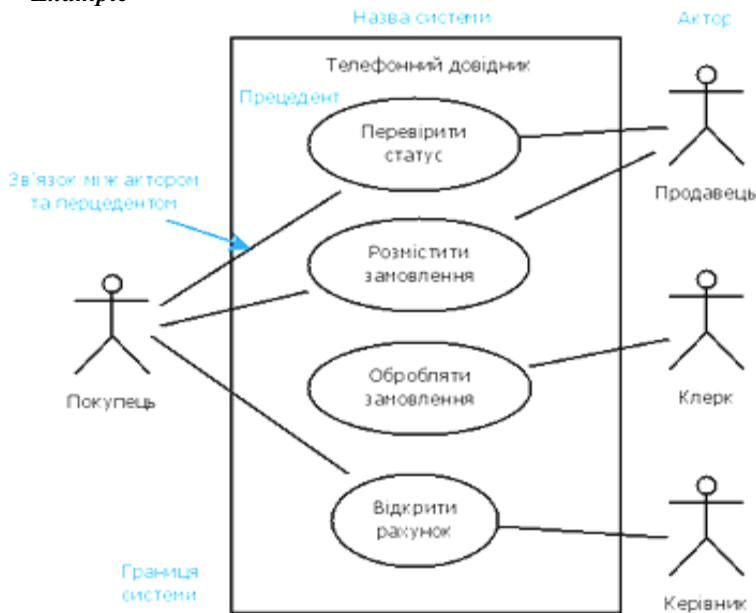 Назва системи
Актор
Телефонний довідник
Прецедент
Перевірити
статус
Продавець
Зв'язок між актором
та перцедентом
Розмістити
замовлення
Покупець
Обробляти
замовлення
Клерк
Відкрити
рахунок
Границя
системи
Керівник